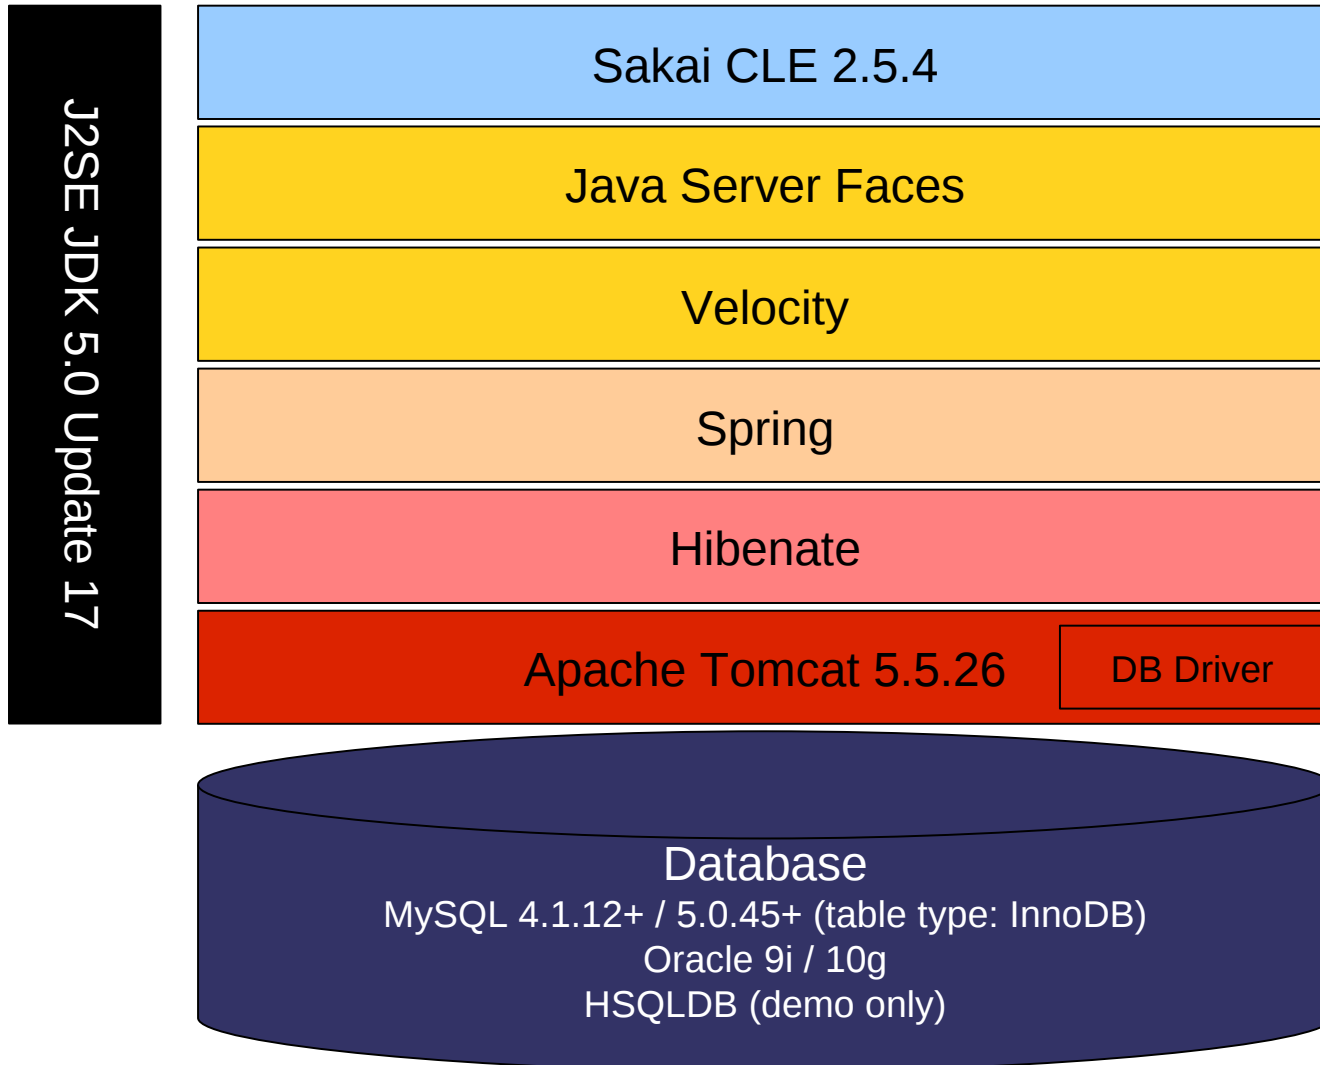 J2SE JDK 5.0 Update 17
Sakai CLE 2.5.4
Java Server Faces
Velocity
Spring
Hibenate
Apache Tomcat 5.5.26
DB Driver
Database
MySQL 4.1.12+ / 5.0.45+ (table type: InnoDB)
Oracle 9i / 10g
HSQLDB (demo only)